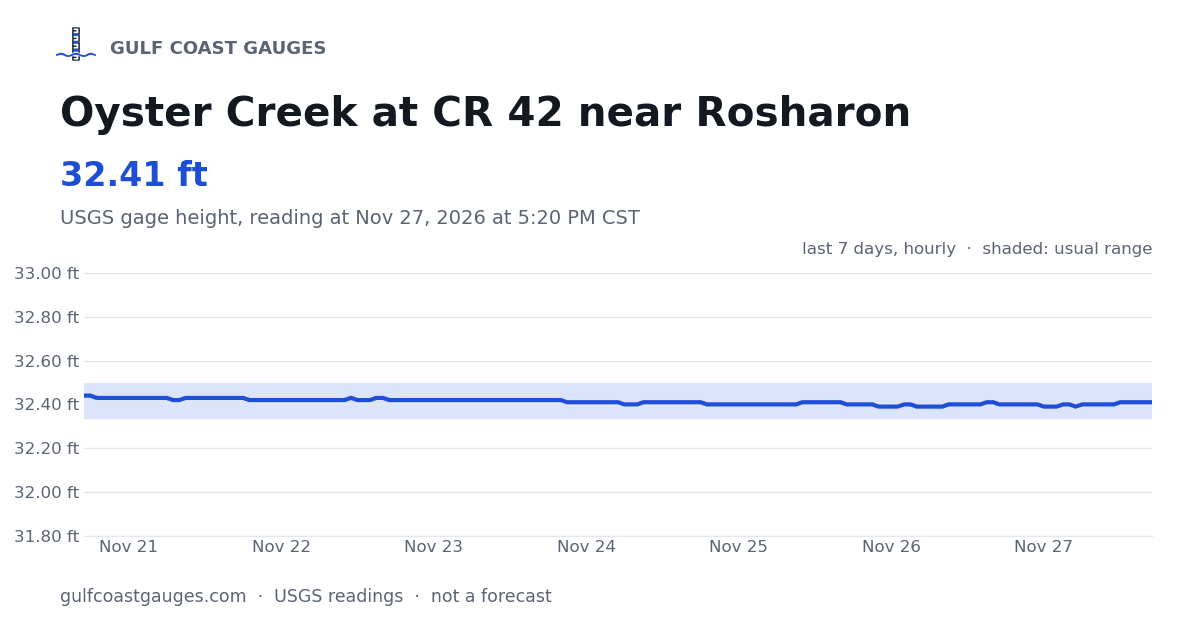 GULF COAST GAUGES
Oyster Creek at CR 42 near Rosharon
32.41 ft
USGS gage height, reading at Nov 27, 2026 at 5:20 PM CST
last 7 days, hourly · shaded: usual range
33.00 ft
32.80 ft
32.60 ft
32.40 ft
32.20 ft
32.00 ft
31.80 ft
Nov 21 Nov 22 Nov 23 Nov 24 Nov 25 Nov 26 Nov 27
gulfcoastgauges.com · USGS readings · not a forecast